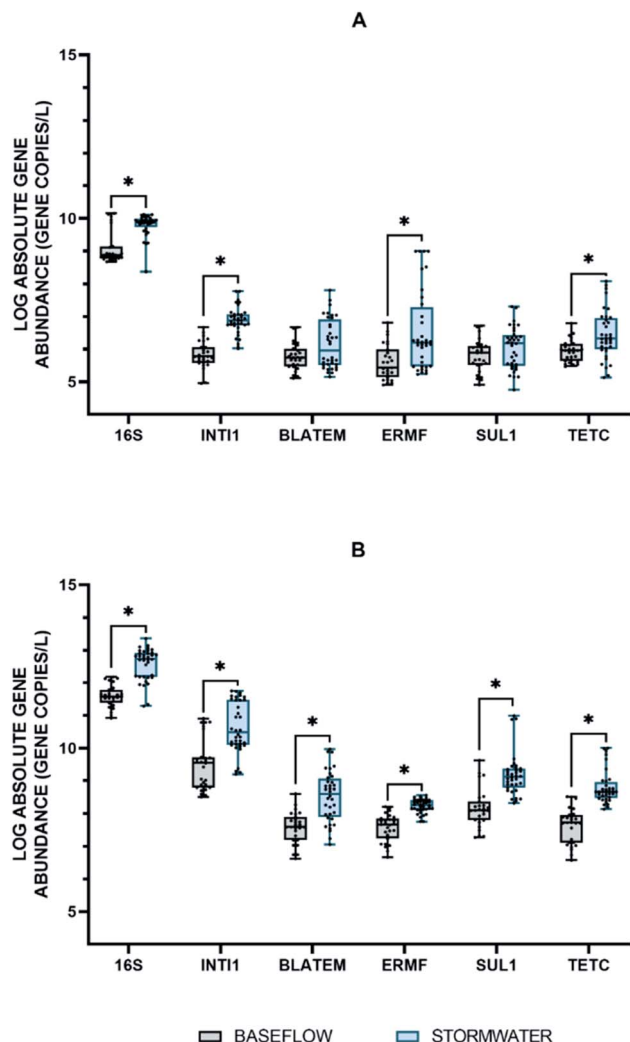 A
LOG ABSOLUTE GENE
ABUNDANCE (GENE COPIES/L)
15
10
5
*
*
*
*
16S INTI1 BLATEM ERMF SUL1 TETC
B
LOG ABSOLUTE GENE
ABUNDANCE (GENE COPIES/L)
15
10
5
*
*
*
*
*
*
16S INTI1 BLATEM ERMF SUL1 TETC
BASEFLOW STORMWATER